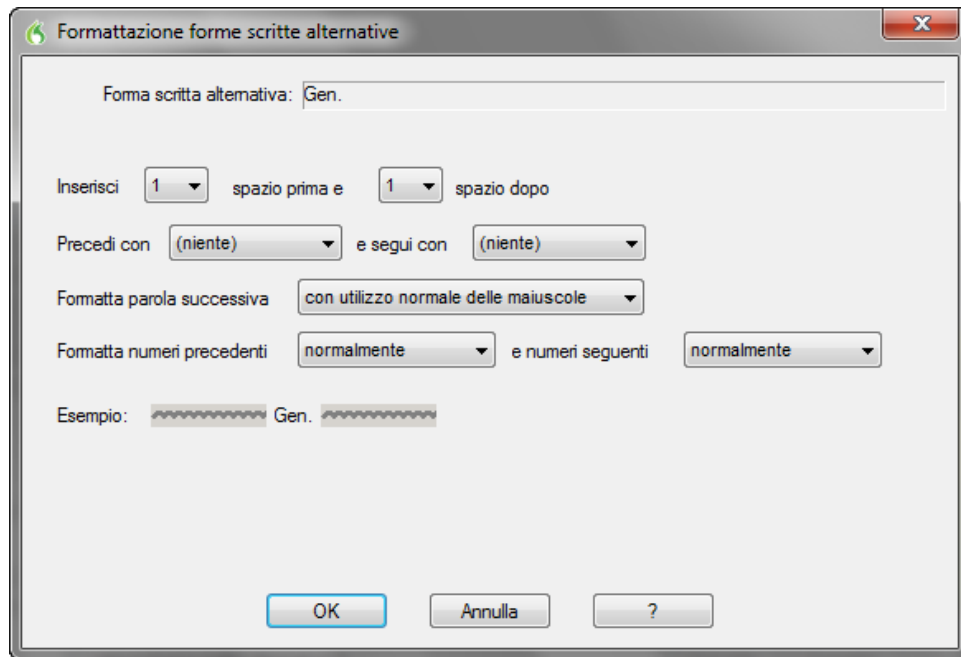 Formattazione forme scritte alternative
Forma scritta alternativa: Gen.
Inserisci 1 spazio prima e 1 spazio dopo
Precedi con (niente) e segui con (niente)
Formatta parola successiva con utilizzo normale delle maiuscole
Formatta numeri precedenti normalmente e numeri seguenti normalmente
Esempio: Gen.
OK Annulla ?